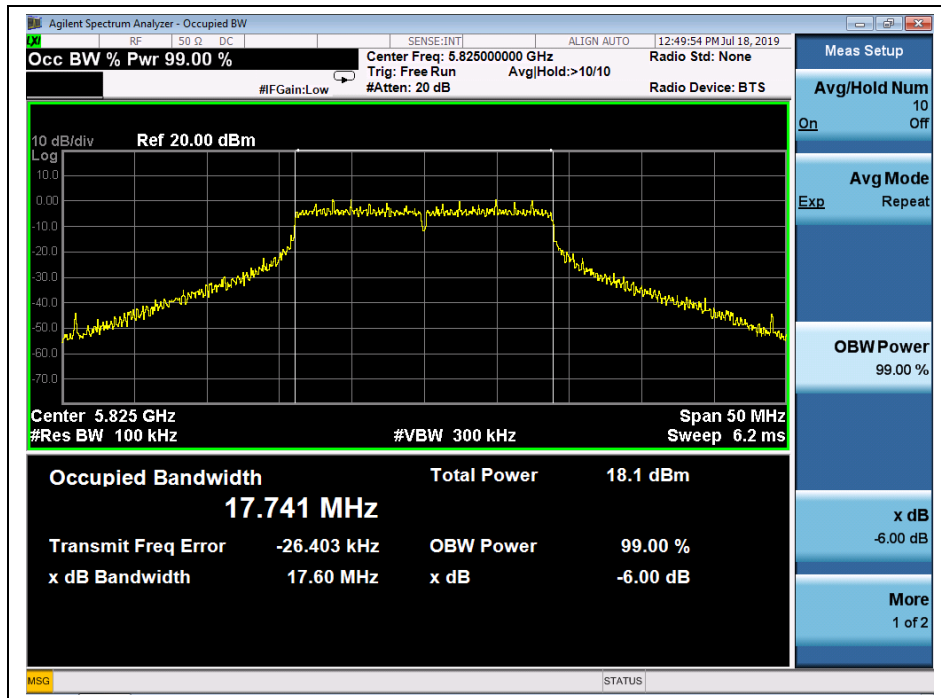 Agilent Spectrum Analyzer - Occupied BW
LXI RF 50 Ω DC SENSE:INT ALIGN AUTO 12:49:54 PM Jul 18, 2019
Occ BW % Pwr 99.00 %
Center Freq: 5.825000000 GHz Radio Std: None
Trig: Free Run Avg|Hold:>10/10
#IFGain:Low #Atten: 20 dB Radio Device: BTS
10 dB/div Ref 20.00 dBm
Log
10.0
0.00
-10.0
-20.0
-30.0
-40.0
-50.0
-60.0
-70.0
Center 5.825 GHz Span 50 MHz
#Res BW 100 kHz #VBW 300 kHz Sweep 6.2 ms
Occupied Bandwidth Total Power 18.1 dBm
17.741 MHz
Transmit Freq Error -26.403 kHz OBW Power 99.00 %
x dB Bandwidth 17.60 MHz x dB -6.00 dB
MSG STATUS
Meas Setup
Avg/Hold Num
10
On Off
Avg Mode
Exp Repeat
OBW Power
99.00 %
x dB
-6.00 dB
More
1 of 2